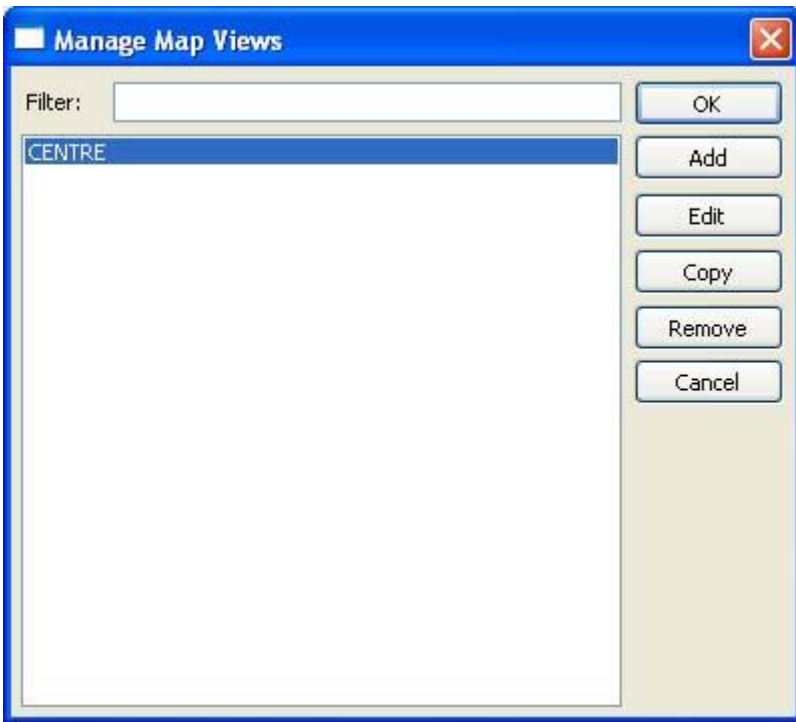 Manage Map Views
Filter:
OK
CENTRE
Add
Edit
Copy
Remove
Cancel